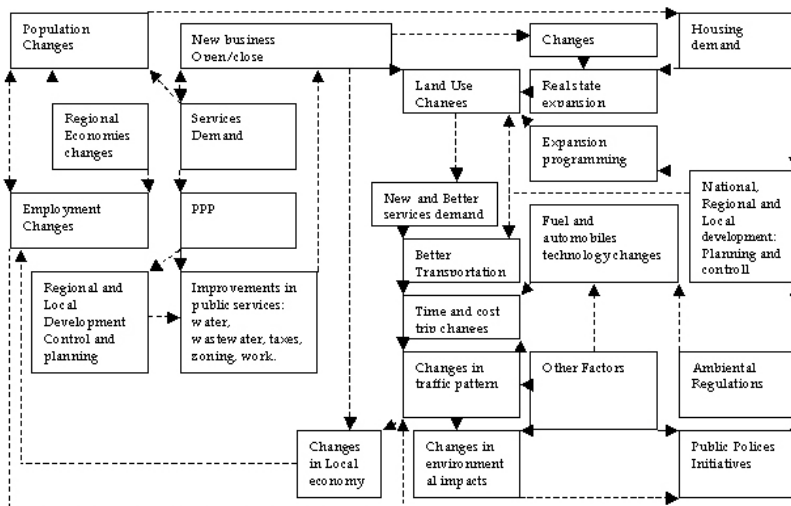 Population
Changes
New business
Open/close
Changes
Housing
demand
Land Use
Changes
Real state
expansion
Regional
Economies
changes
Services
Demand
Expansion
programming
National,
Regional and
Local
development:
Planning and
controll
New and Better
services demand
Employment
Changes
PPP
Fuel and
automobiles
technology changes
Better
Transportation
Regional and
Local
Development
Control and
planning
Improvements in
public services:
water,
wastewater, taxes,
zoning, work.
Time and cost
trip changes
Changes in
traffic pattern
Other Factors
Ambiental
Regulations
Changes
in Local
economy
Changes in
environment
al impacts
Public Polices
Initiatives